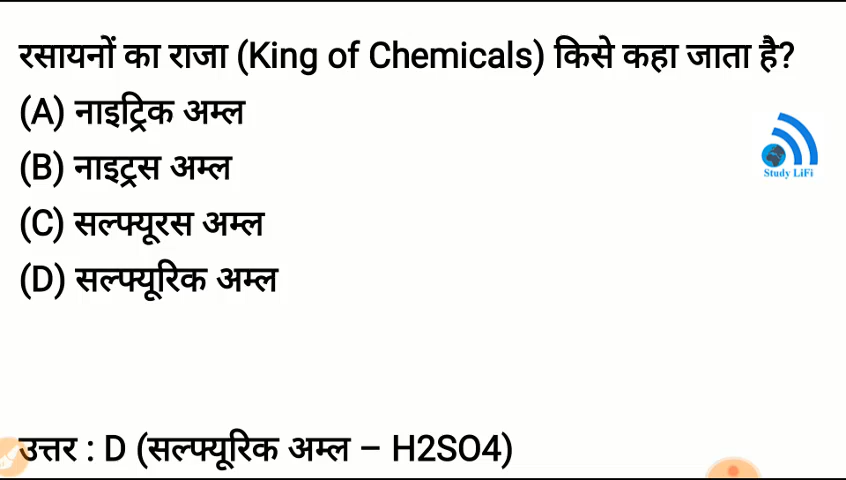 रसायनों का राजा (King of Chemicals) किसे कहा जाता है?
(A) नाइट्रिक अम्ल
(B) नाइट्रस अम्ल
(C) सल्फ्यूरस अम्ल
(D) सल्फ्यूरिक अम्ल
Study LiFi
उत्तर : D (सल्फ्यूरिक अम्ल – H2SO4)